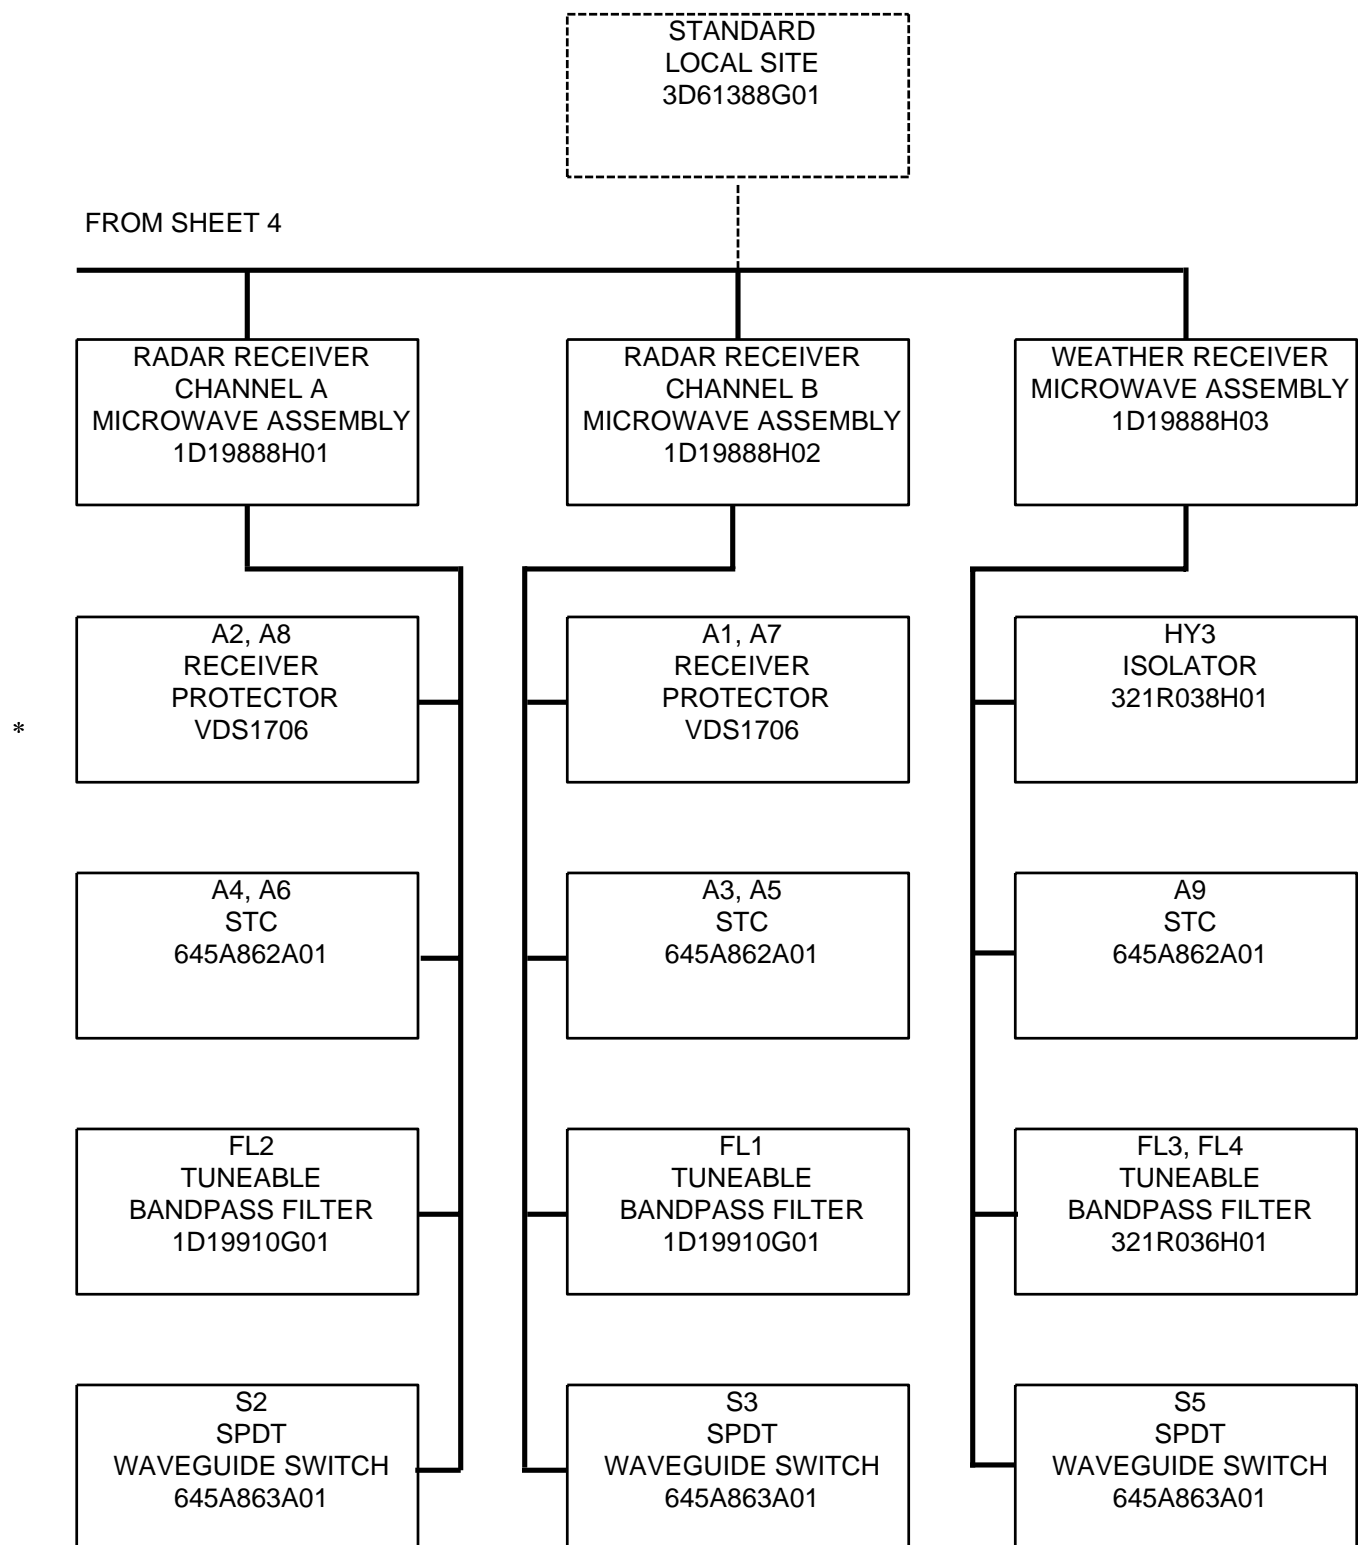 STANDARD
LOCAL SITE
3D61388G01
FROM SHEET 4
RADAR RECEIVER
CHANNEL A
MICROWAVE ASSEMBLY
1D19888H01
RADAR RECEIVER
CHANNEL B
MICROWAVE ASSEMBLY
1D19888H02
WEATHER RECEIVER
MICROWAVE ASSEMBLY
1D19888H03
*
A2, A8
RECEIVER
PROTECTOR
VDS1706
A1, A7
RECEIVER
PROTECTOR
VDS1706
HY3
ISOLATOR
321R038H01
A4, A6
STC
645A862A01
A3, A5
STC
645A862A01
A9
STC
645A862A01
FL2
TUNEABLE
BANDPASS FILTER
1D19910G01
FL1
TUNEABLE
BANDPASS FILTER
1D19910G01
FL3, FL4
TUNEABLE
BANDPASS FILTER
321R036H01
S2
SPDT
WAVEGUIDE SWITCH
645A863A01
S3
SPDT
WAVEGUIDE SWITCH
645A863A01
S5
SPDT
WAVEGUIDE SWITCH
645A863A01